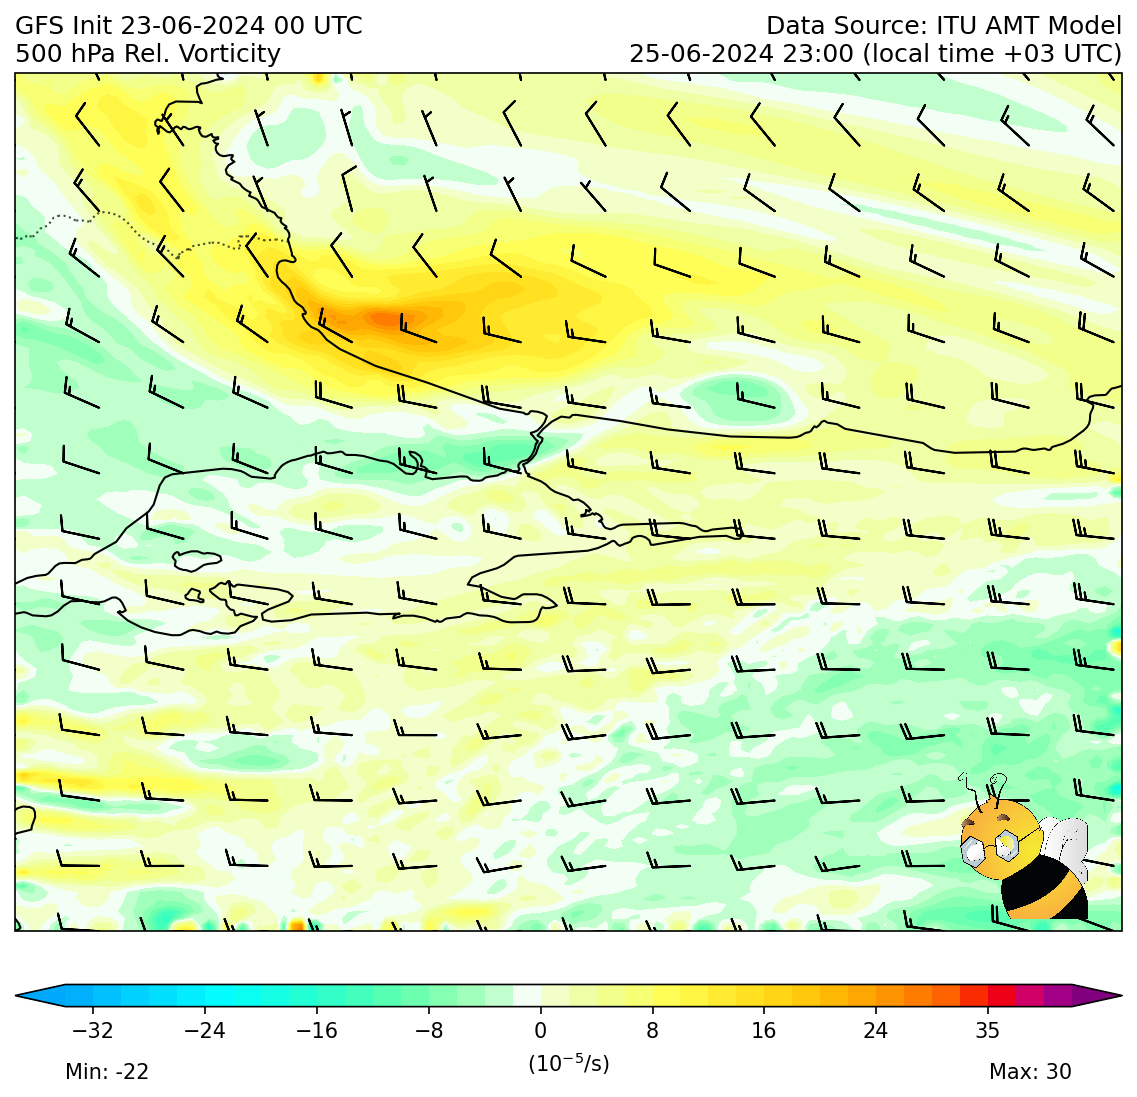 GFS Init 23-06-2024 00 UTC
500 hPa Rel. Vorticity
Data Source: ITU AMT Model
25-06-2024 23:00 (local time +03 UTC)
−32 −24 −16 −8 0 8 16 24 35
(10⁻⁵/s)
Min: -22
Max: 30